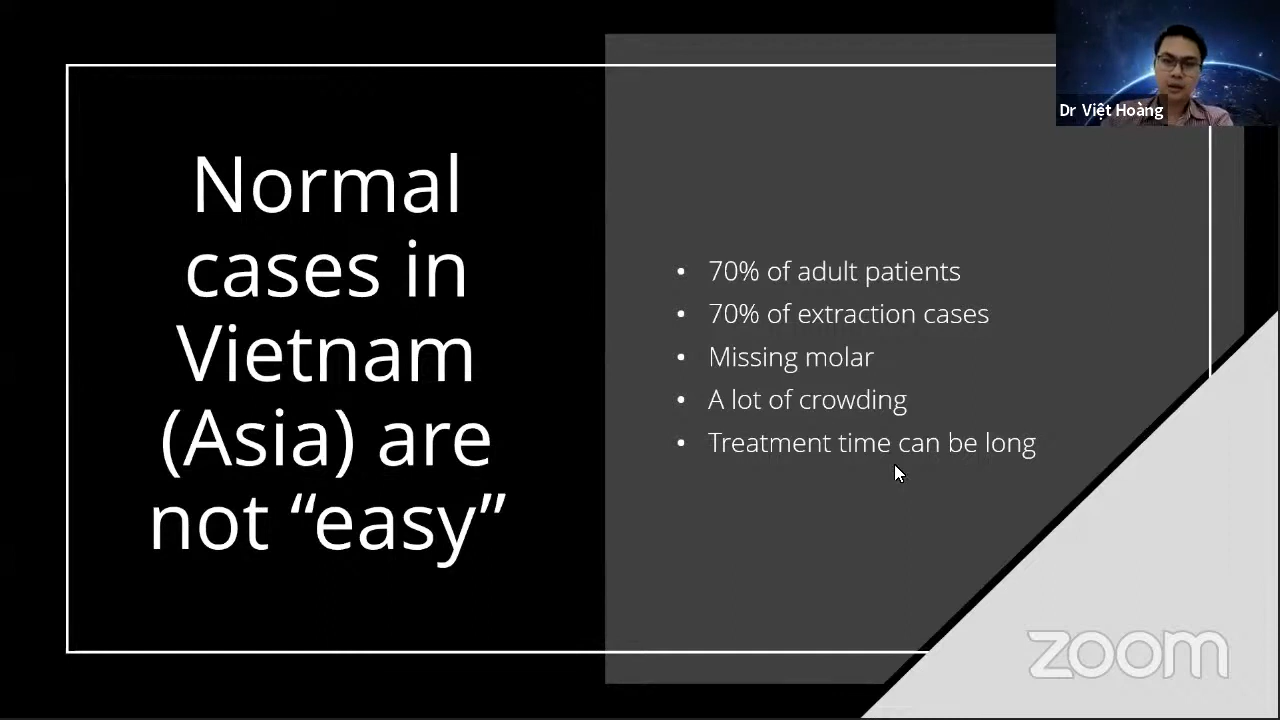 Normal
cases in
Vietnam
(Asia) are
not “easy”
• 70% of adult patients
• 70% of extraction cases
• Missing molar
• A lot of crowding
• Treatment time can be long
Dr Việt Hoàng
zoom